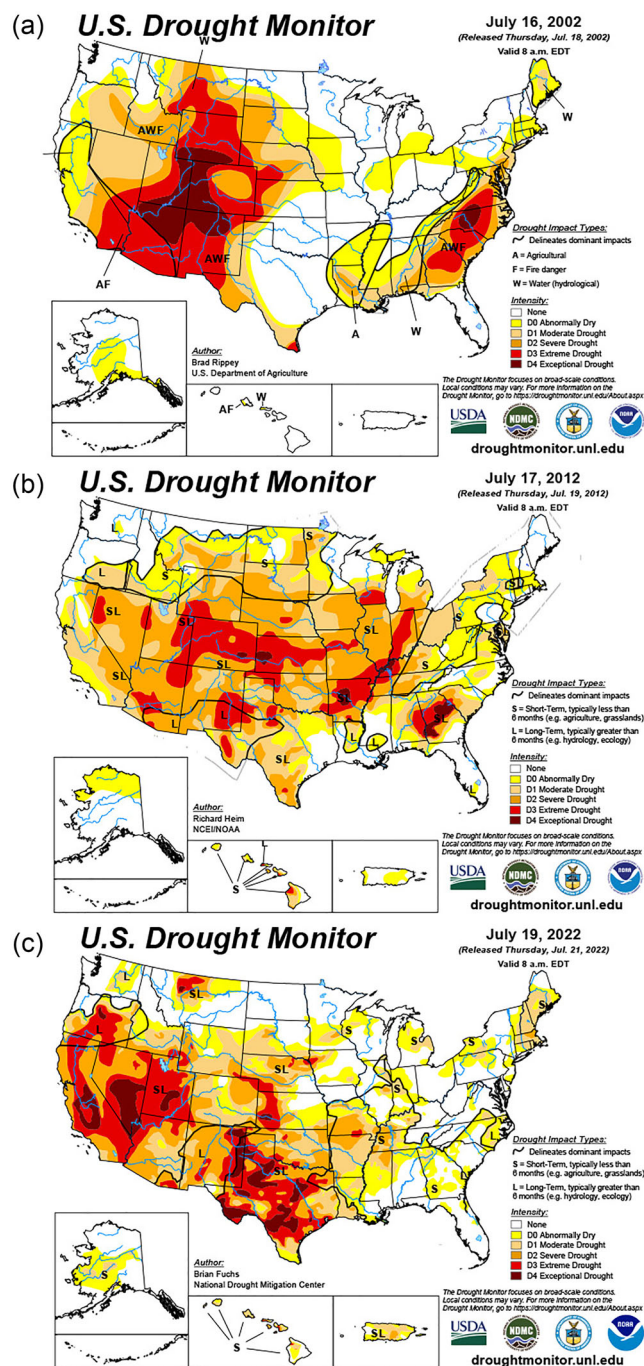 (a)
U.S. Drought Monitor
July 16, 2002
(Released Thursday, Jul. 18, 2002)
Valid 8 a.m. EDT
W
AWF
W
AF
AWF
AWF
A
W
Drought Impact Types:
Delineates dominant impacts
A = Agricultural
F = Fire danger
W = Water (hydrological)
Intensity:
None
D0 Abnormally Dry
D1 Moderate Drought
D2 Severe Drought
D3 Extreme Drought
D4 Exceptional Drought
Author:
Brad Rippey
U.S. Department of Agriculture
AF
W
The Drought Monitor focuses on broad-scale conditions.
Local conditions may vary. For more information on the
Drought Monitor, go to https://droughtmonitor.unl.edu/About.aspx
USDA
NDMC
NOAA
droughtmonitor.unl.edu
(b)
U.S. Drought Monitor
July 17, 2012
(Released Thursday, Jul. 19, 2012)
Valid 8 a.m. EDT
L
S
S
L
S
S
SL
SL
SL
S
S
SL
SL
SL
S
SL
SL
L
L
S
SL
L
L
L
Drought Impact Types:
Delineates dominant impacts
S = Short-Term, typically less than
6 months (e.g. agriculture, grasslands)
L = Long-Term, typically greater than
6 months (e.g. hydrology, ecology)
Intensity:
None
D0 Abnormally Dry
D1 Moderate Drought
D2 Severe Drought
D3 Extreme Drought
D4 Exceptional Drought
Author:
Richard Heim
NCEI/NOAA
L
S
The Drought Monitor focuses on broad-scale conditions.
Local conditions may vary. For more information on the
Drought Monitor, go to https://droughtmonitor.unl.edu/About.aspx
USDA
NDMC
NOAA
droughtmonitor.unl.edu
(c)
U.S. Drought Monitor
July 19, 2022
(Released Thursday, Jul. 21, 2022)
Valid 8 a.m. EDT
L
SL
S
L
S
S
S
S
SL
S
S
L
L
SL
S
Drought Impact Types:
Delineates dominant impacts
S = Short-Term, typically less than
6 months (e.g. agriculture, grasslands)
L = Long-Term, typically greater than
6 months (e.g. hydrology, ecology)
Intensity:
None
D0 Abnormally Dry
D1 Moderate Drought
D2 Severe Drought
D3 Extreme Drought
D4 Exceptional Drought
S
Author:
Brian Fuchs
National Drought Mitigation Center
S
SL
The Drought Monitor focuses on broad-scale conditions.
Local conditions may vary. For more information on the
Drought Monitor, go to https://droughtmonitor.unl.edu/About.aspx
USDA
NDMC
NOAA
droughtmonitor.unl.edu